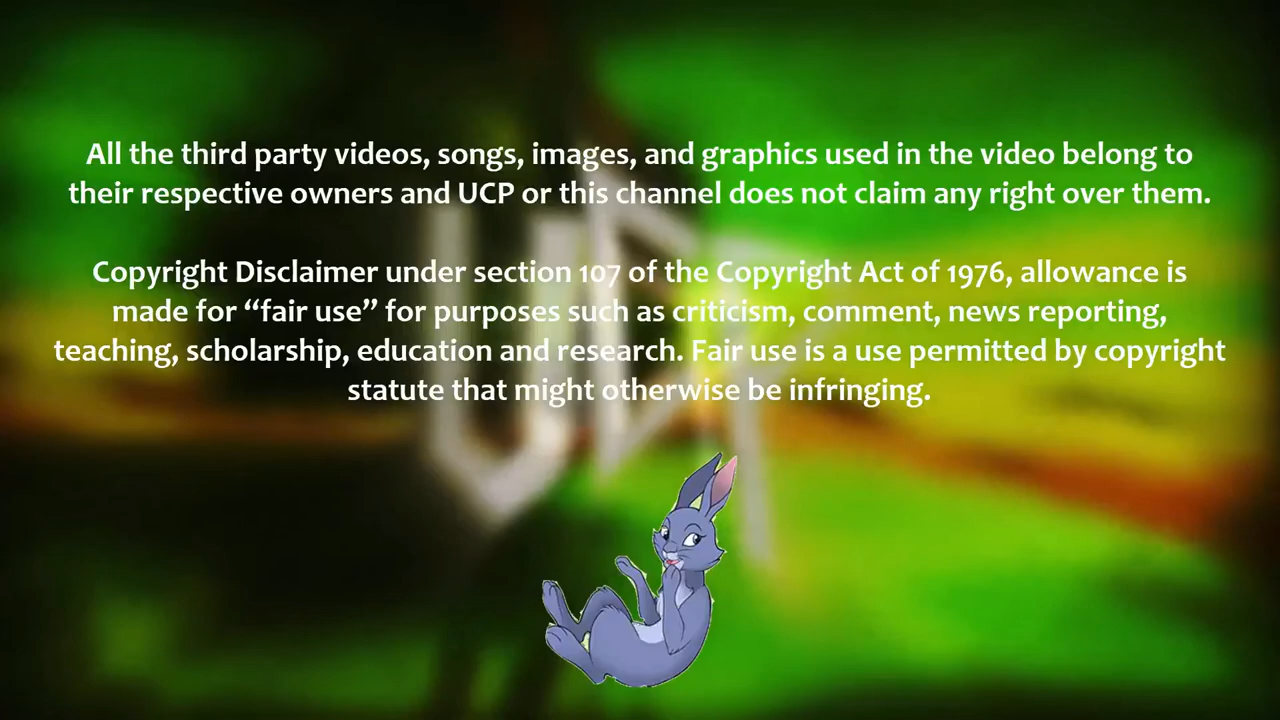 All the third party videos, songs, images, and graphics used in the video belong to
their respective owners and UCP or this channel does not claim any right over them.
Copyright Disclaimer under section 107 of the Copyright Act of 1976, allowance is
made for “fair use” for purposes such as criticism, comment, news reporting,
teaching, scholarship, education and research. Fair use is a use permitted by copyright
statute that might otherwise be infringing.
UCP